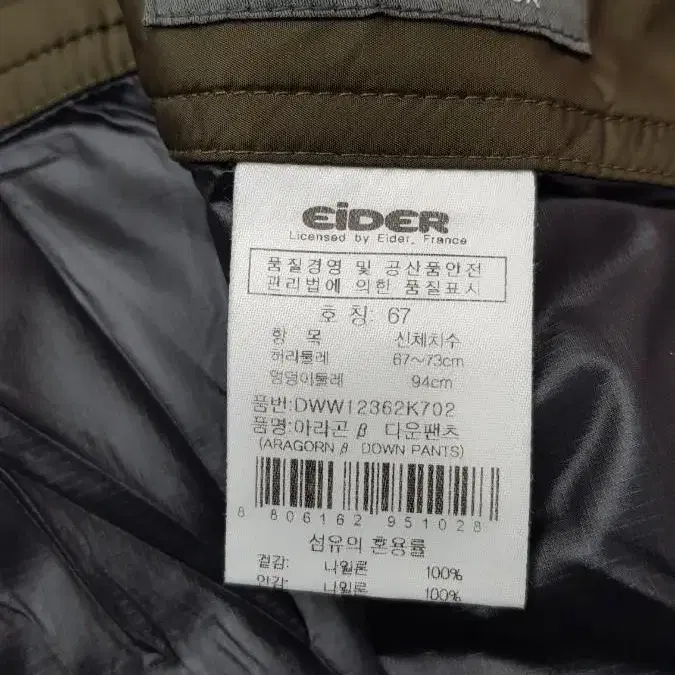 EiDER
Licensed by Eider, France
품질경영 및 공산품안전
관리법에 의한 품질표시
호 칭: 67
항 목 신체치수
허리둘레 67~73cm
엉덩이둘레 94cm
품번:DWW12362K702
품명:아라곤 β 다운팬츠
(ARAGORN β DOWN PANTS)
8 806162 951028
섬유의 혼용률
겉감: 나일론 100%
안감: 나일론 100%